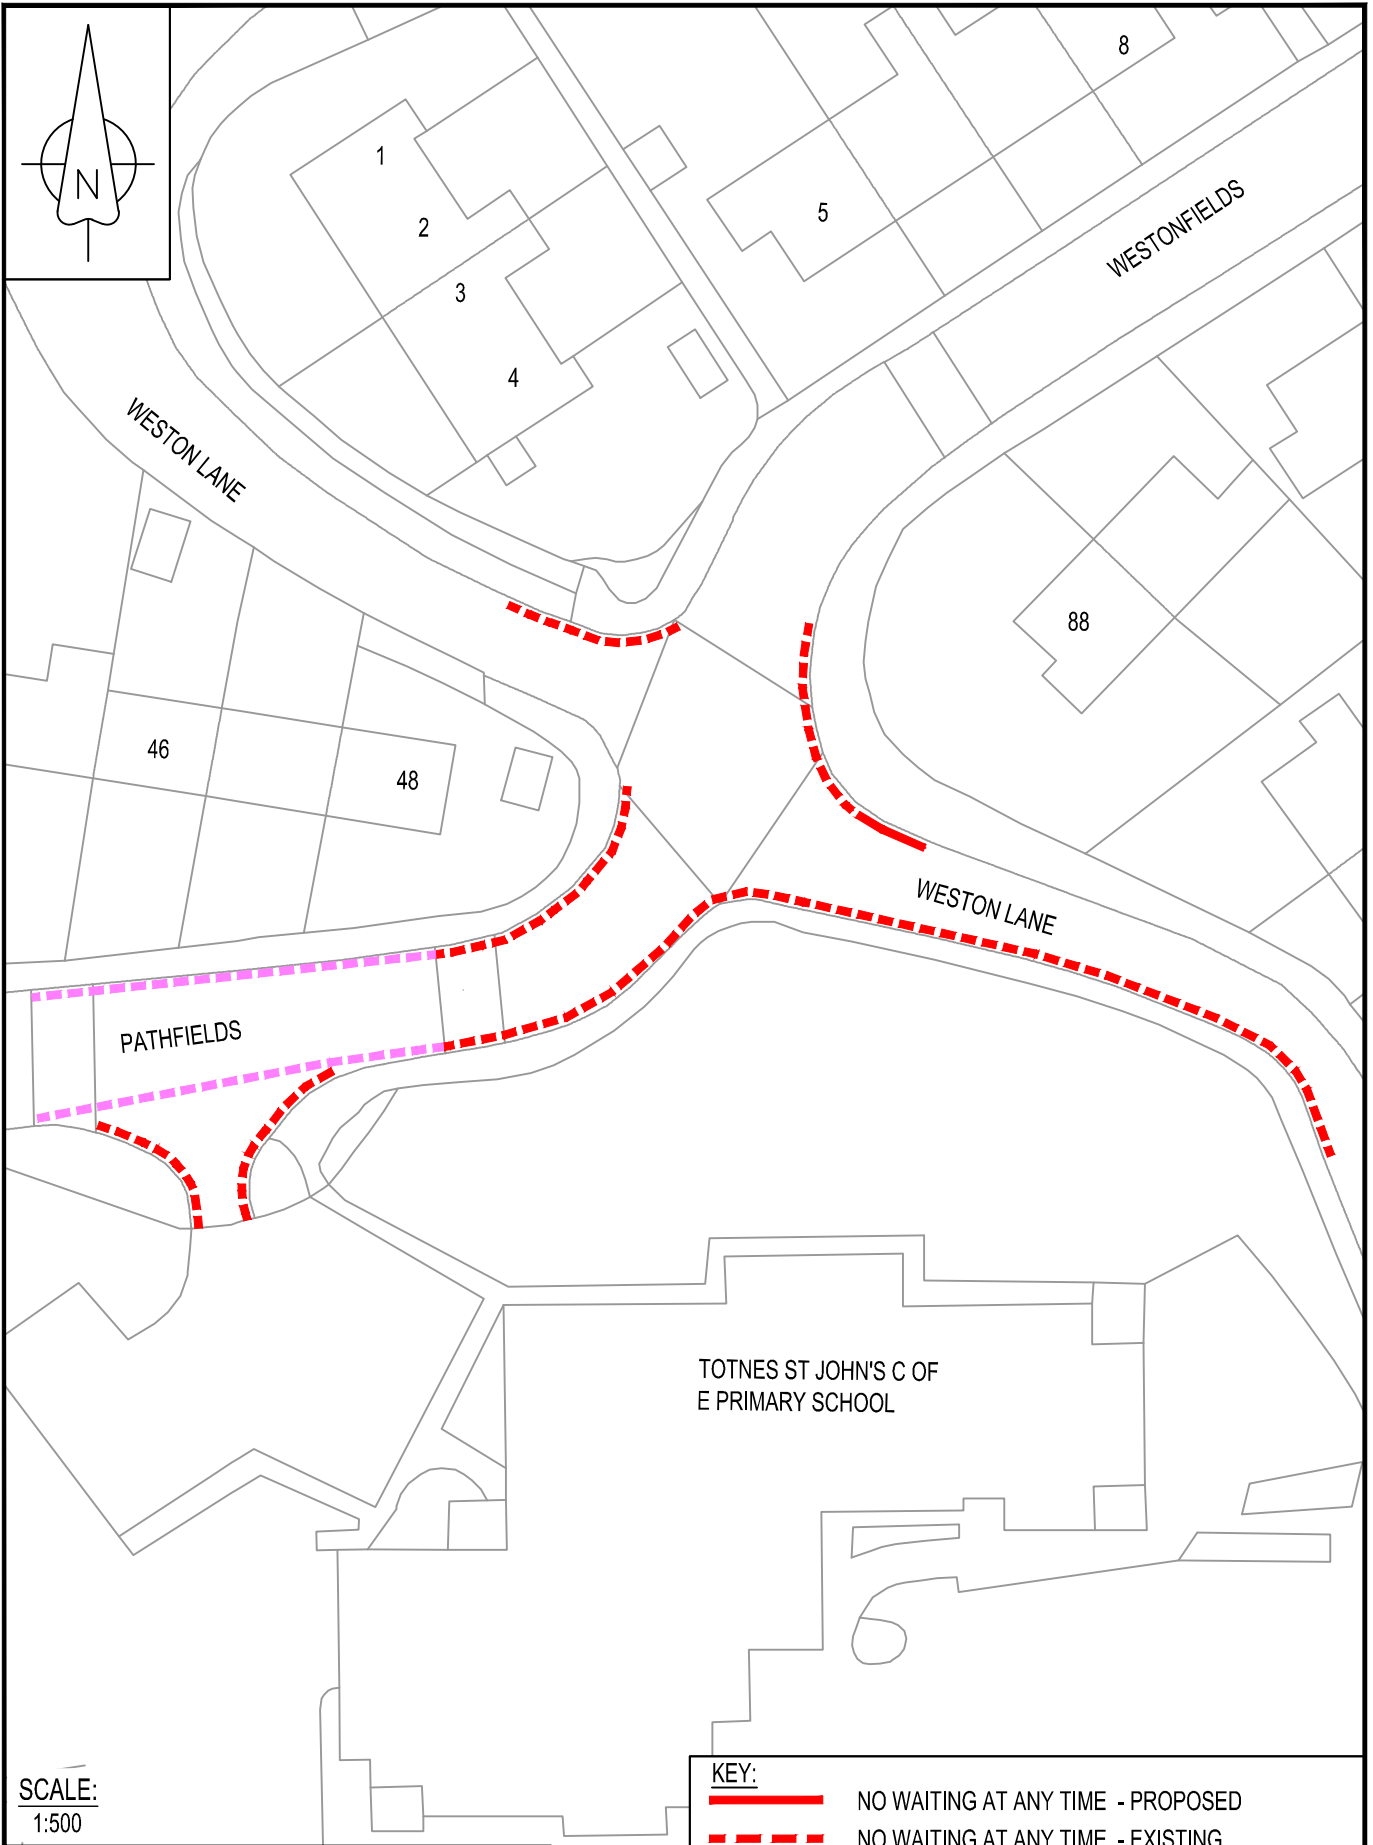 N
1
2
3
4
5
8
WESTONFIELDS
WESTON LANE
88
46
48
WESTON LANE
PATHFIELDS
TOTNES ST JOHN'S C OF
E PRIMARY SCHOOL
SCALE:
1:500
KEY:
NO WAITING AT ANY TIME - PROPOSED
NO WAITING AT ANY TIME - EXISTING